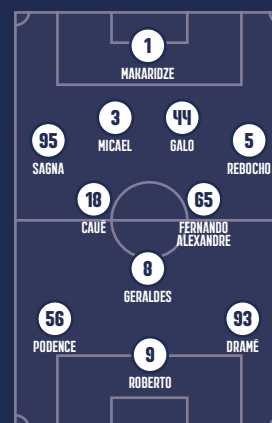 1
MAKARIDZE
3
MICAEL
44
GALO
95
SAGNA
5
REBOCHO
18
CAUÊ
65
FERNANDO
ALEXANDRE
8
GERALDES
56
PODENCE
93
DRAMÉ
9
ROBERTO